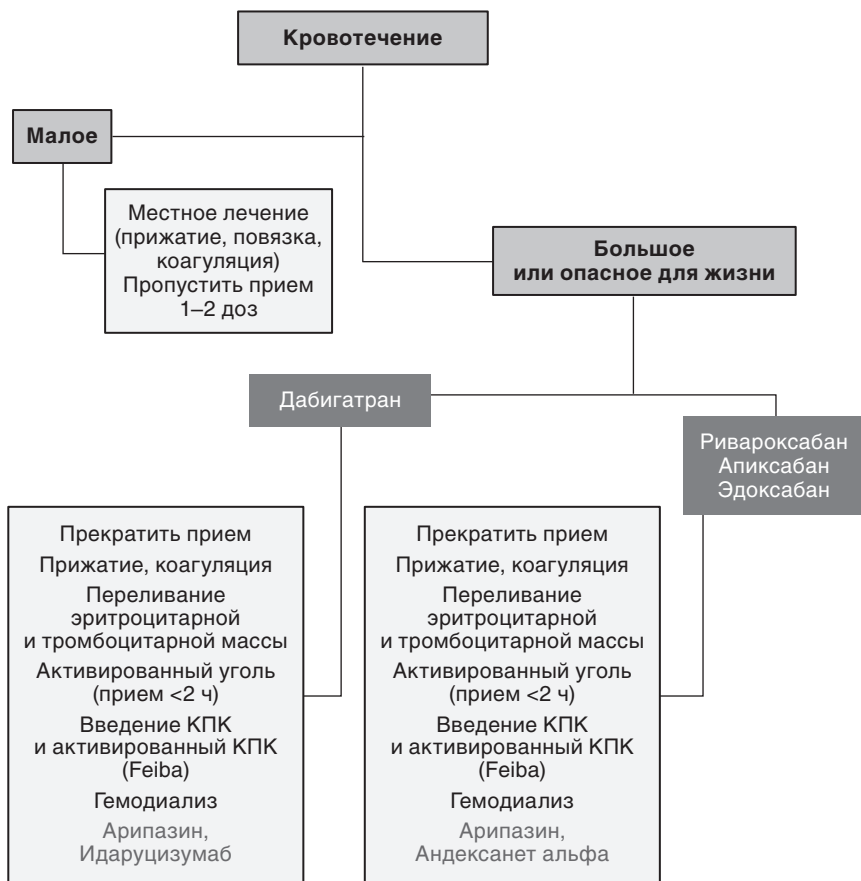 Кровотечение
Малое
Местное лечение
(прижатие, повязка,
коагуляция)
Пропустить прием
1–2 доз
Большое
или опасное для жизни
Дабигатран
Ривароксабан
Апиксабан
Эдоксабан
Прекратить прием
Прижатие, коагуляция
Переливание
эритроцитарной
и тромбоцитарной массы
Активированный уголь
(прием <2 ч)
Введение КПК
и активированный КПК
(Feiba)
Гемодиализ
Арипазин,
Идаруцизумаб
Прекратить прием
Прижатие, коагуляция
Переливание
эритроцитарной
и тромбоцитарной массы
Активированный уголь
(прием <2 ч)
Введение КПК
и активированный КПК
(Feiba)
Гемодиализ
Арипазин,
Андексанет альфа